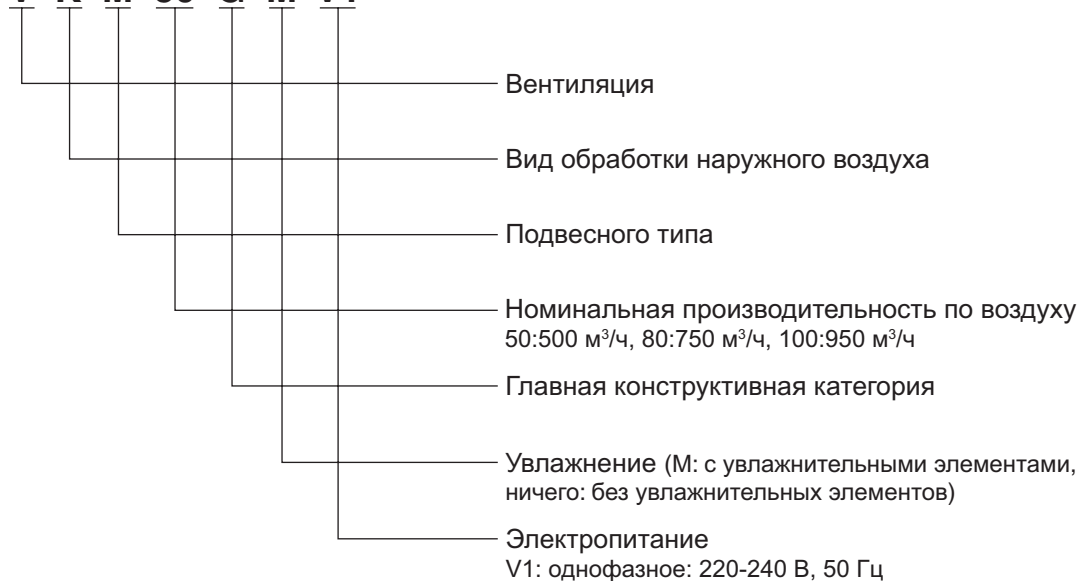 Вентиляция
Вид обработки наружного воздуха
Подвесного типа
Номинальная производительность по воздуху
50:500 м³/ч, 80:750 м³/ч, 100:950 м³/ч
Главная конструктивная категория
Увлажнение (М: с увлажнительными элементами,
ничего: без увлажнительных элементов)
Электропитание
V1: однофазное: 220-240 В, 50 Гц